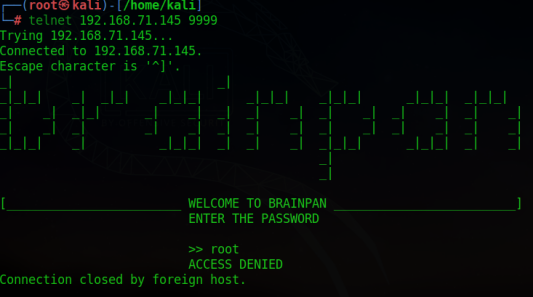 ┌──(root㉿kali)-[/home/kali]
└─# telnet 192.168.71.145 9999
Trying 192.168.71.145...
Connected to 192.168.71.145.
Escape character is '^]'.
_|                            _|
_|_|_|    _|  _|_|    _|_|_|      _|_|_|    _|_|_|      _|_|_|  _|_|_|
_|    _|  _|_|      _|    _|  _|  _|    _|  _|    _|  _|    _|  _|    _|
_|    _|  _|        _|    _|  _|  _|    _|  _|    _|  _|    _|  _|    _|
_|_|_|    _|          _|_|_|  _|  _|    _|  _|_|_|      _|_|_|  _|    _|
                                            _|
                                            _|
[________________________ WELCOME TO BRAINPAN _________________________]
ENTER THE PASSWORD
>> root
ACCESS DENIED
Connection closed by foreign host.